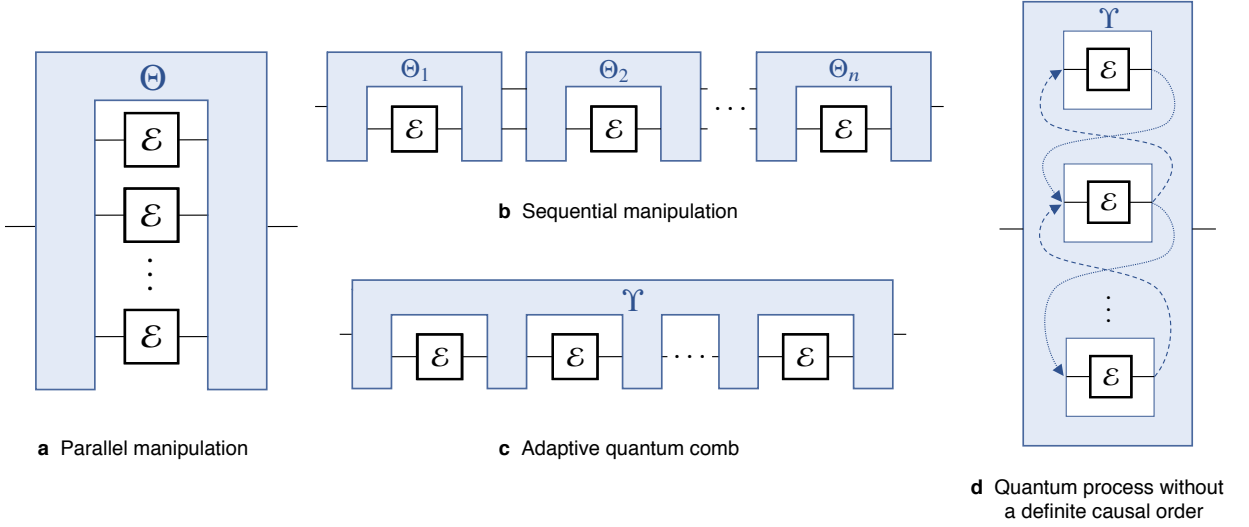 Θ
ℰ
ℰ
⋮
ℰ
a Parallel manipulation
Θ₁ Θ₂ Θₙ
ℰ ℰ ··· ℰ
b Sequential manipulation
ϒ
ℰ ℰ ···· ℰ
c Adaptive quantum comb
ϒ
ℰ
ℰ
⋮
ℰ
d Quantum process without
a definite causal order